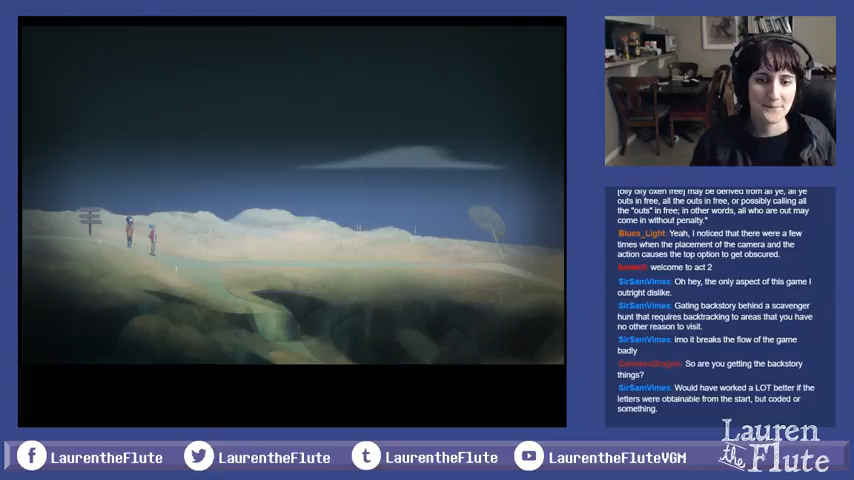 [olly olly oxen free] may be derived from all ye, all ye
outs in free, all the outs in free, or possibly calling all
the "outs" in free; in other words, all who are out may
come in without penalty."
Blues_Light: Yeah, I noticed that there were a few
times when the placement of the camera and the
action causes the top option to get obscured.
welcome to act 2
SirSamVimes: Oh hey, the only aspect of this game I
outright dislike.
SirSamVimes: Gating backstory behind a scavenger
hunt that requires backtracking to areas that you have
no other reason to visit.
SirSamVimes: imo it breaks the flow of the game
badly
So are you getting the backstory
things?
SirSamVimes: Would have worked a LOT better if the
letters were obtainable from the start, but coded or
something.
Lauren
the Flute
LaurentheFlute
LaurentheFlute
LaurentheFlute
LaurentheFluteVGM